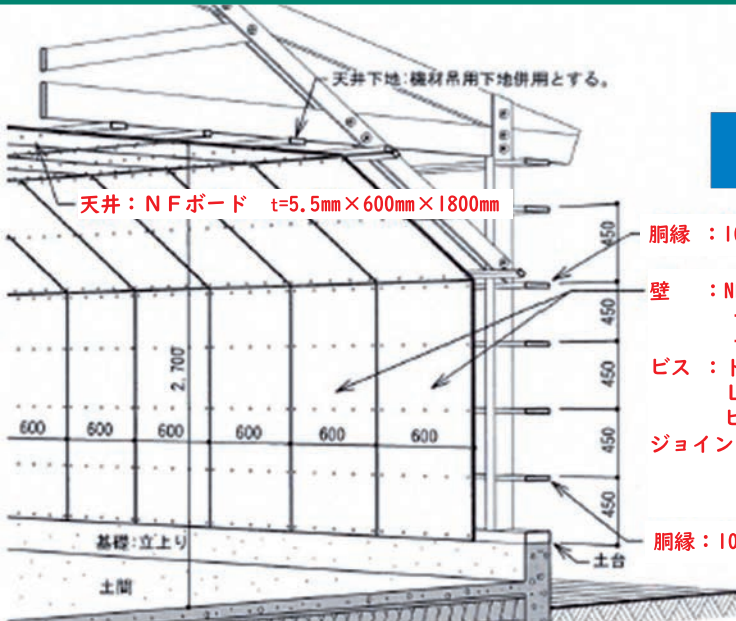 天井下地:機材吊用下地併用とする。
天井：ＮＦボード t=5.5mm×600mm×1800mm
胴縁 ：10
壁 ：N
ビス ：ト
L
ヒ
ジョイン
450
450
450
450
450
2,700
600
600
600
600
600
600
基礎:立上り
土間
土台
胴縁：10